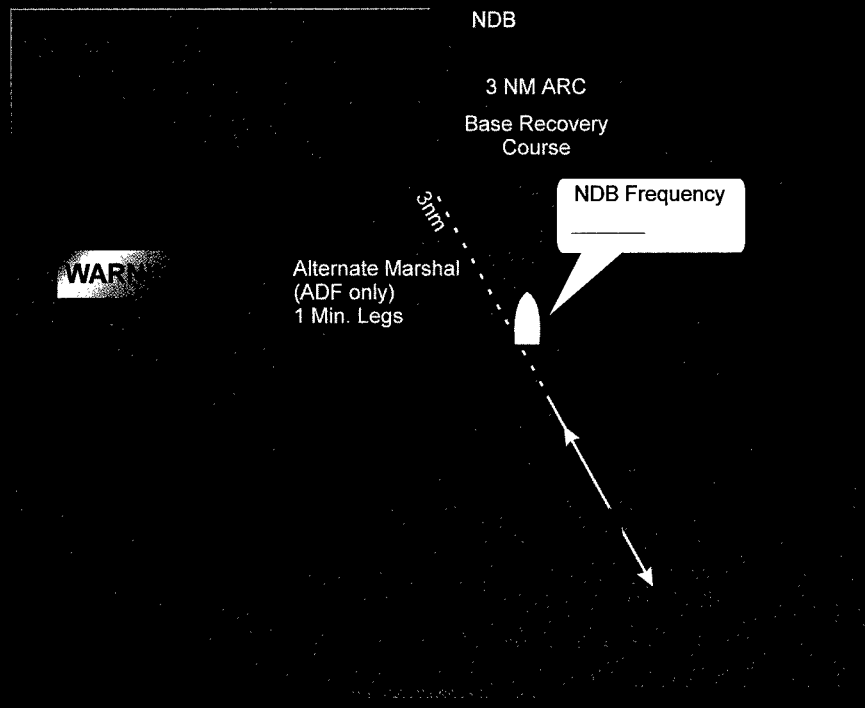 NDB
3 NM ARC
Base Recovery
Course
NDB Frequency
3nm
Alternate Marshal
(ADF only)
1 Min. Legs